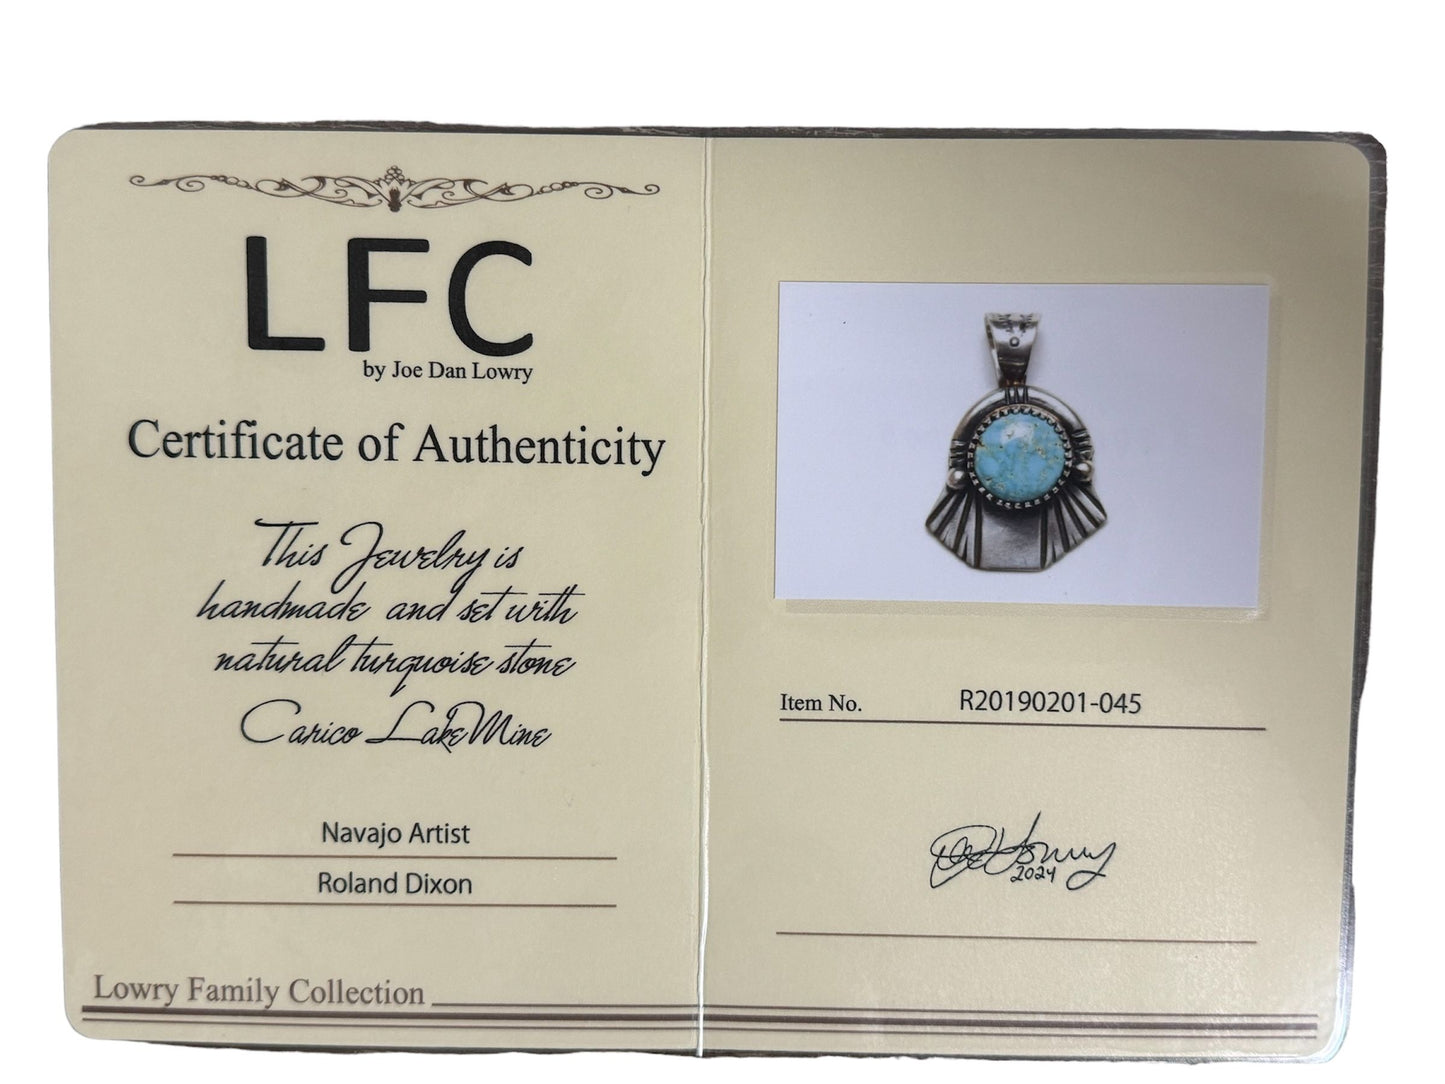 LFC
by Joe Dan Lowry
Certificate of Authenticity
This Jewelry is
handmade and set with
natural turquoise stone
Carico Lake Mine
Navajo Artist
Roland Dixon
Lowry Family Collection
Item No. R20190201-045
2024